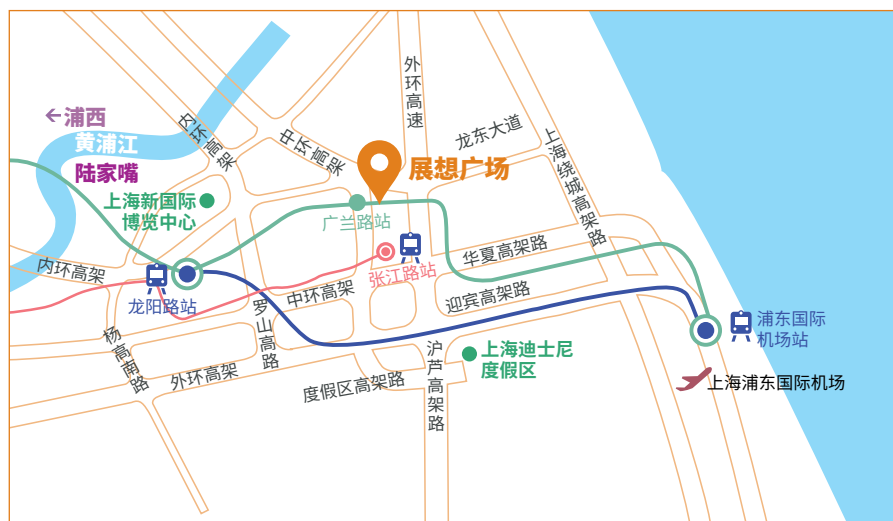 外环高速
←浦西
黄浦江
陆家嘴
内环高架
中环高架
龙东大道
上海绕城高架路
展想广场
上海新国际
博览中心
广兰路站
华夏高架路
内环高架
张江路站
龙阳路站
中环高架
迎宾高架路
罗山高路
杨高南路
浦东国际
机场站
沪芦高架路
上海迪士尼
度假区
外环高架
度假区高架路
上海浦东国际机场